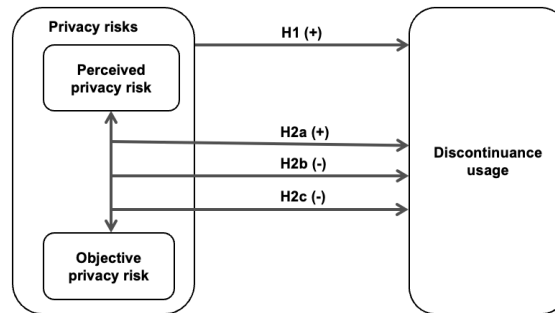 Privacy risks
H1 (+)
Perceived
privacy risk
H2a (+)
H2b (-)
Discontinuance
usage
H2c (-)
Objective
privacy risk